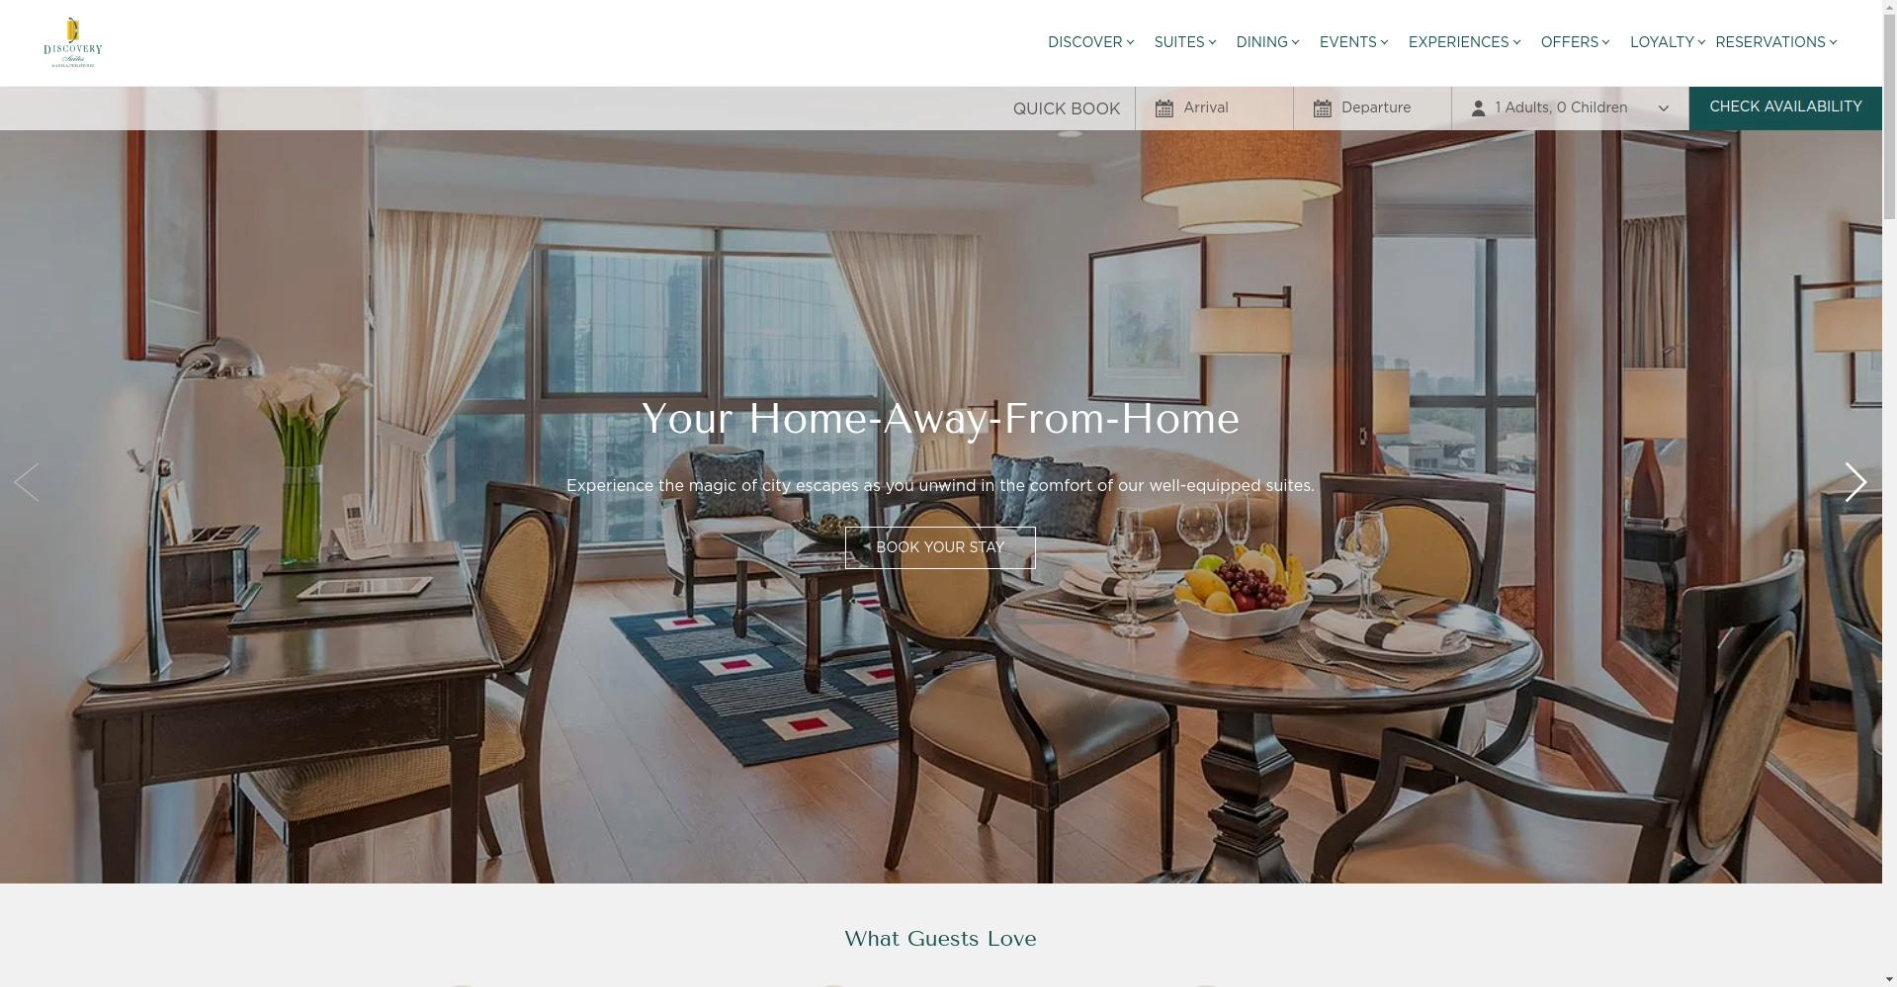 DISCOVERY
Suites
DISCOVER SUITES DINING EVENTS EXPERIENCES OFFERS LOYALTY RESERVATIONS
QUICK BOOK Arrival Departure 1 Adults, 0 Children CHECK AVAILABILITY
Your Home-Away-From-Home
Experience the magic of city escapes as you unwind in the comfort of our well-equipped suites.
BOOK YOUR STAY
What Guests Love